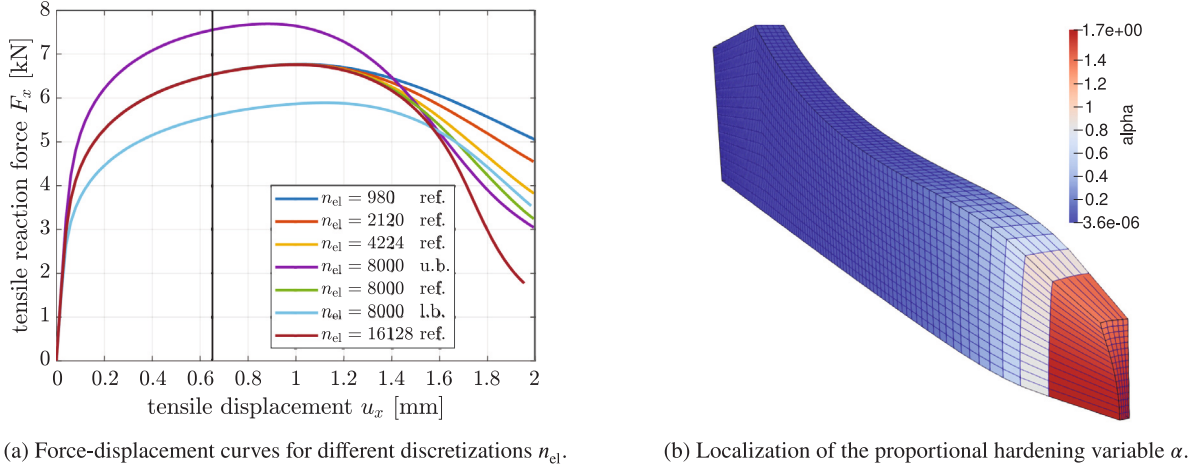 8
7
6
5
4
3
2
1
0
tensile reaction force Fₓ [kN]
0 0.2 0.4 0.6 0.8 1 1.2 1.4 1.6 1.8 2
tensile displacement uₓ [mm]
n_el = 980 ref.
n_el = 2120 ref.
n_el = 4224 ref.
n_el = 8000 u.b.
n_el = 8000 ref.
n_el = 8000 l.b.
n_el = 16128 ref.
1.7e+00
1.4
1.2
1
0.8
0.6
0.4
0.2
3.6e-06
alpha
(a) Force-displacement curves for different discretizations n_el.
(b) Localization of the proportional hardening variable α.